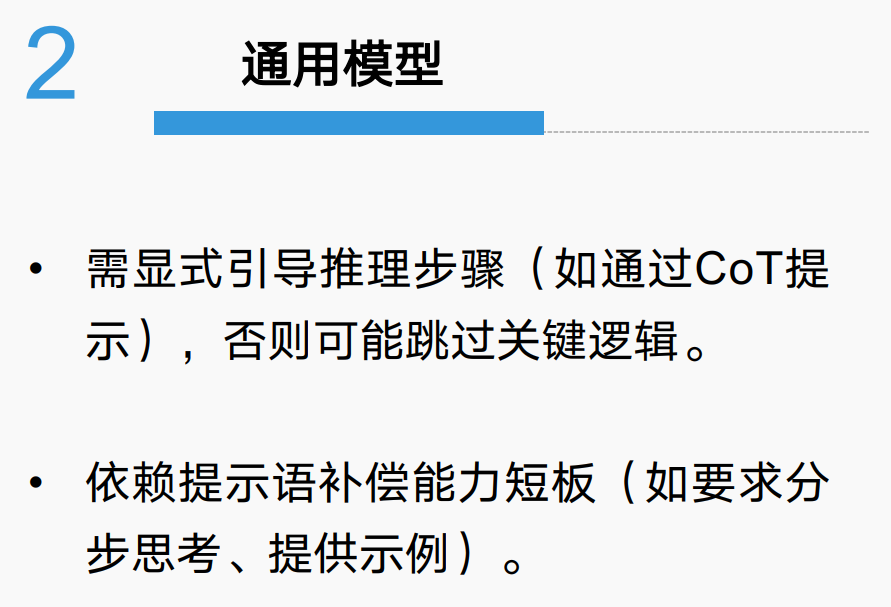 2
通用模型
• 需显式引导推理步骤（如通过CoT提
示），否则可能跳过关键逻辑。
• 依赖提示语补偿能力短板（如要求分
步思考、提供示例）。